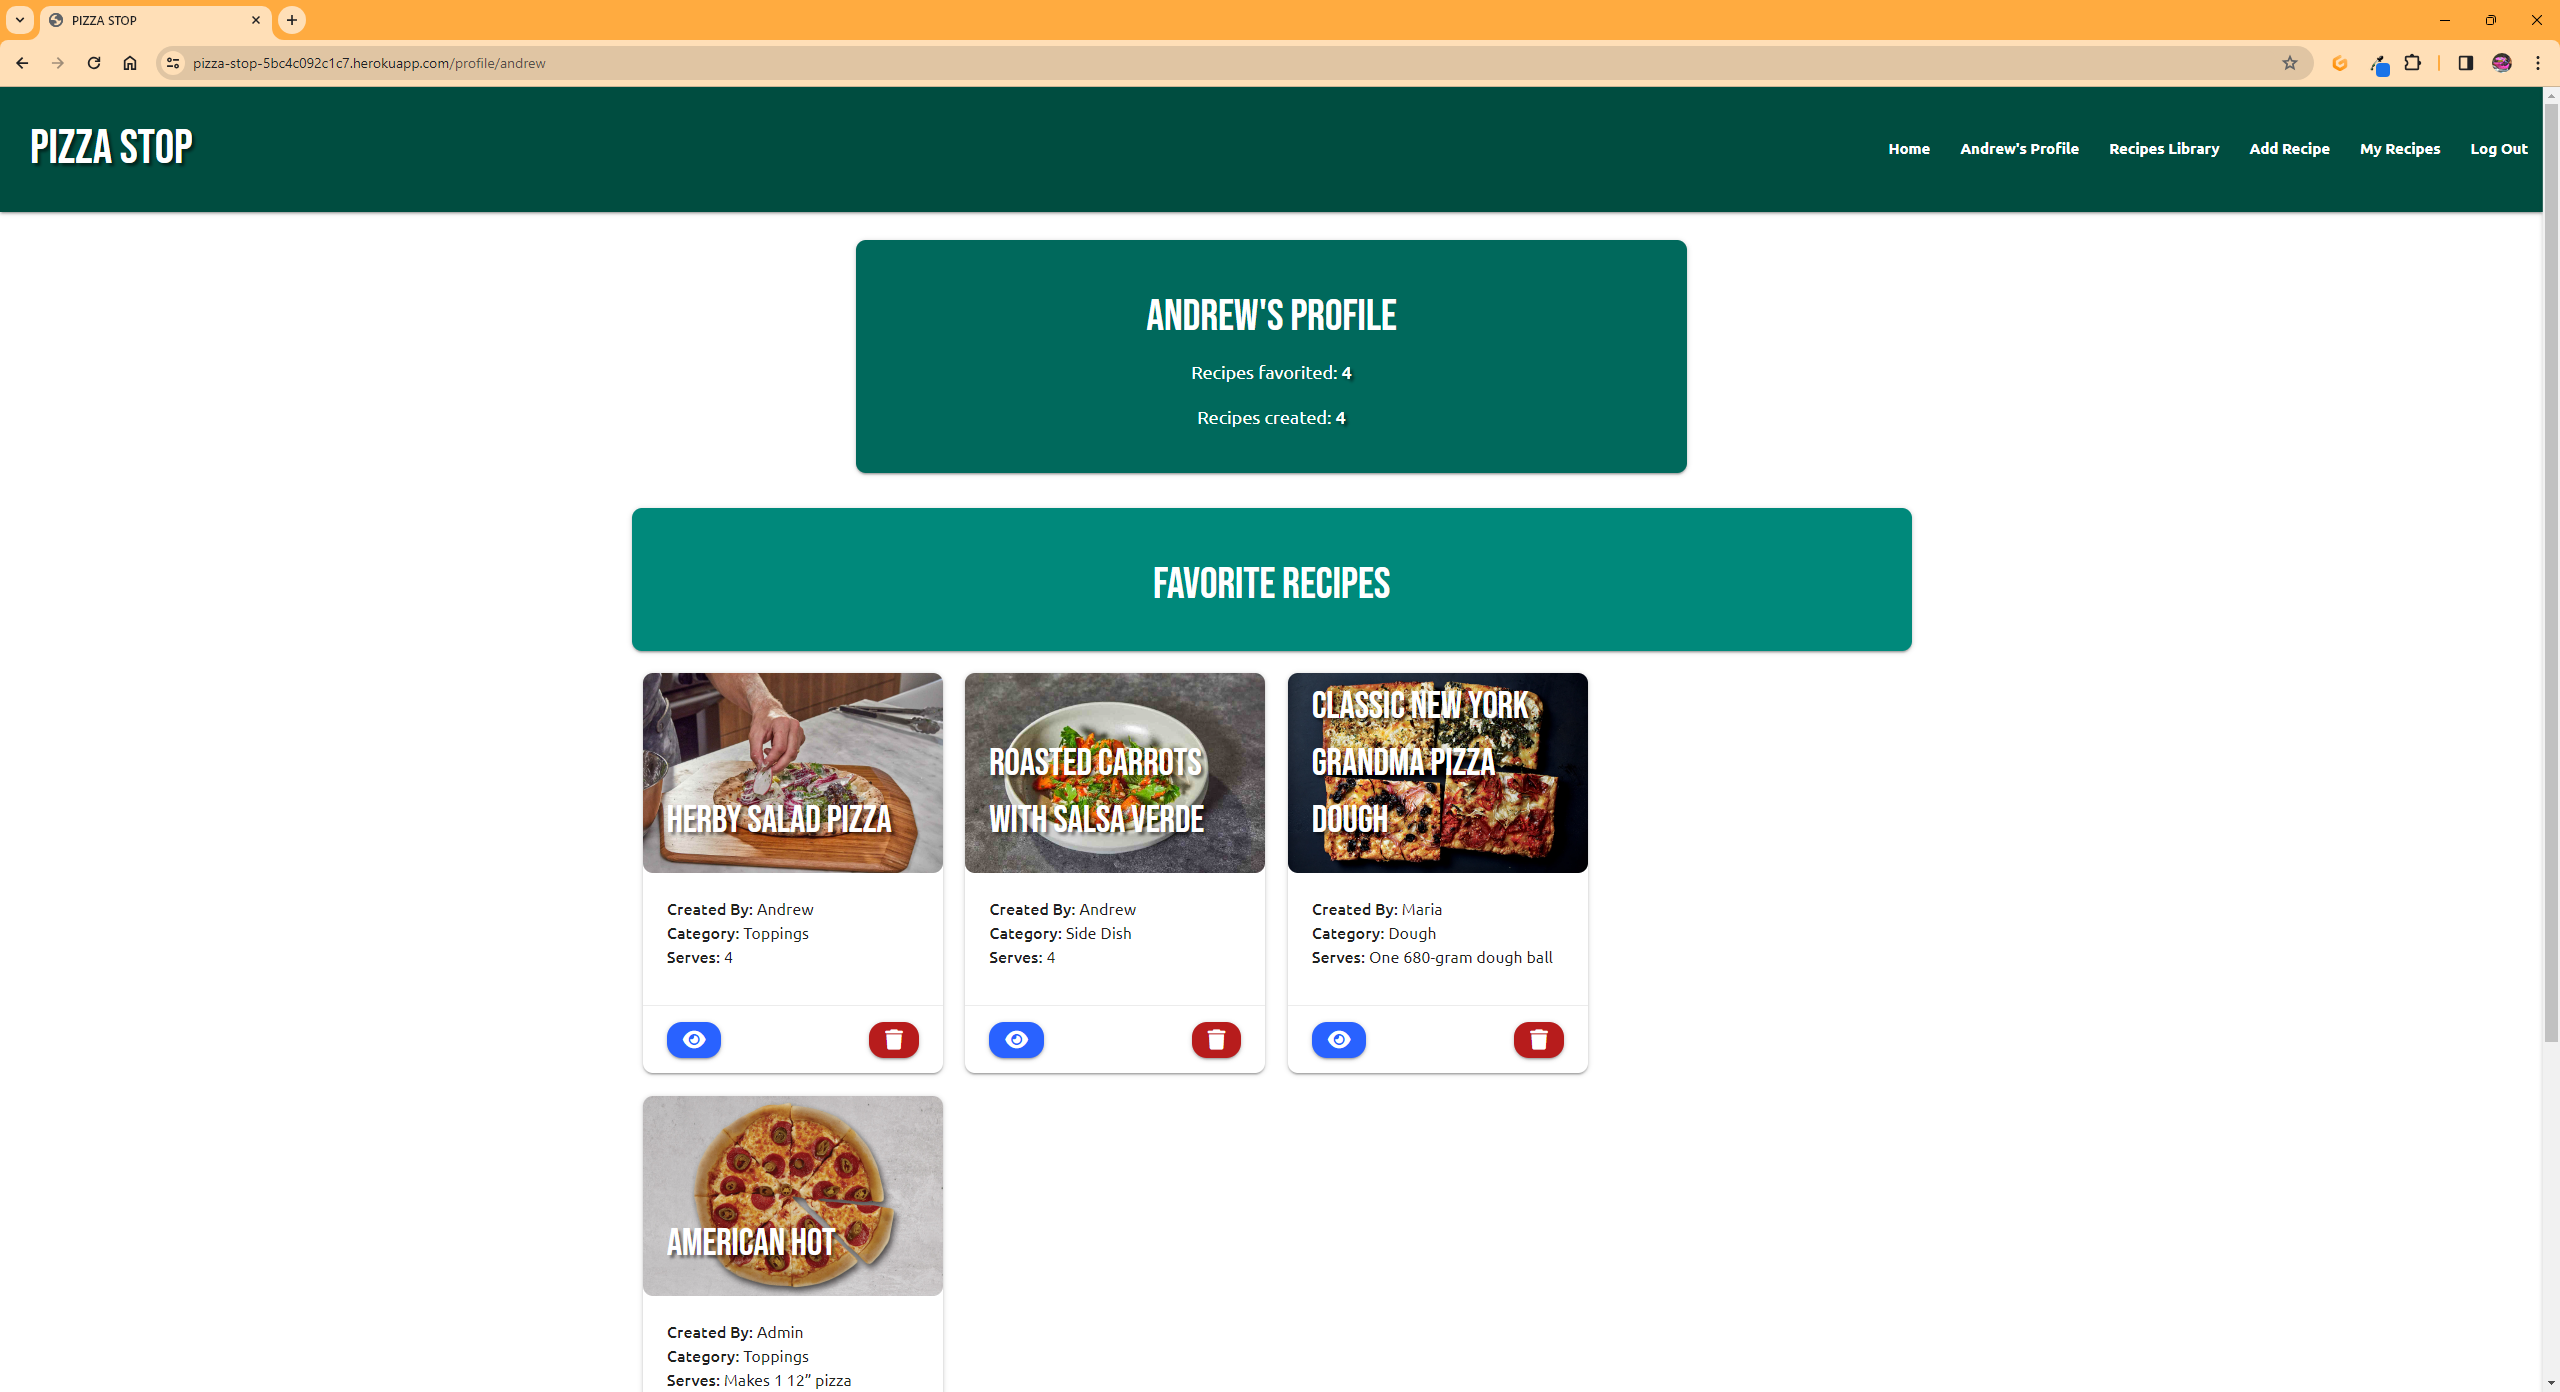 PIZZA STOP
pizza-stop-5bc4c092c1c7.herokuapp.com/profile/andrew
PIZZA STOP
Home Andrew's Profile Recipes Library Add Recipe My Recipes Log Out
ANDREW'S PROFILE
Recipes favorited: 4
Recipes created: 4
FAVORITE RECIPES
HERBY SALAD PIZZA
Created By: Andrew
Category: Toppings
Serves: 4
ROASTED CARROTS
WITH SALSA VERDE
Created By: Andrew
Category: Side Dish
Serves: 4
CLASSIC NEW YORK
GRANDMA PIZZA
DOUGH
Created By: Maria
Category: Dough
Serves: One 680-gram dough ball
AMERICAN HOT
Created By: Admin
Category: Toppings
Serves: Makes 1 12” pizza